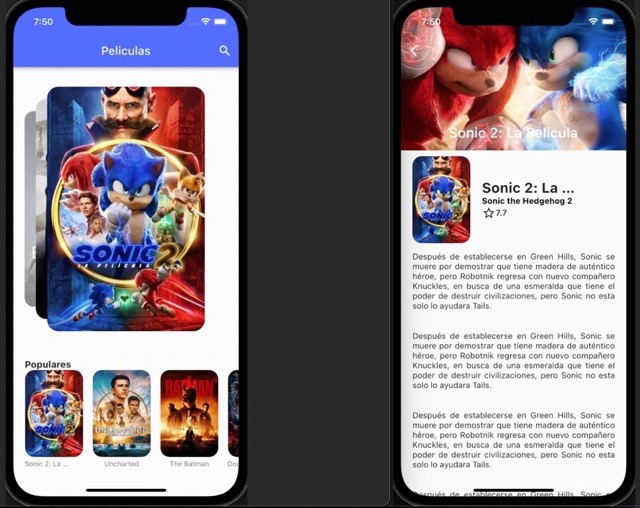 7:50
Peliculas
SONIC 2
LA PELÍCULA
Populares
SONIC 2
BATMAN
Sonic 2: La ...
Uncharted
The Batman
7:50
Sonic 2: La Película
Sonic 2: La ...
Sonic the Hedgehog 2
7.7
Después de establecerse en Green Hills, Sonic se
muere por demostrar que tiene madera de auténtico
héroe, pero Robotnik regresa con nuevo compañero
Knuckles, en busca de una esmeralda que tiene el
poder de destruir civilizaciones, pero Sonic no esta
solo lo ayudara Tails.
Después de establecerse en Green Hills, Sonic se
muere por demostrar que tiene madera de auténtico
héroe, pero Robotnik regresa con nuevo compañero
Knuckles, en busca de una esmeralda que tiene el
poder de destruir civilizaciones, pero Sonic no esta
solo lo ayudara Tails.
Después de establecerse en Green Hills, Sonic se
muere por demostrar que tiene madera de auténtico
héroe, pero Robotnik regresa con nuevo compañero
Knuckles, en busca de una esmeralda que tiene el
poder de destruir civilizaciones, pero Sonic no esta
solo lo ayudara Tails.
Después de establecerse en Green Hills, Sonic se